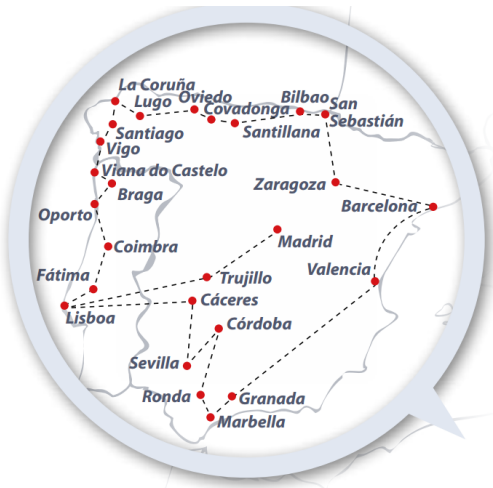 La Coruña
Lugo
Oviedo
Covadonga
Bilbao
San
Sebastián
Santillana
Santiago
Vigo
Viana do Castelo
Braga
Zaragoza
Barcelona
Oporto
Coimbra
Madrid
Valencia
Fátima
Trujillo
Lisboa
Cáceres
Córdoba
Sevilla
Ronda
Granada
Marbella